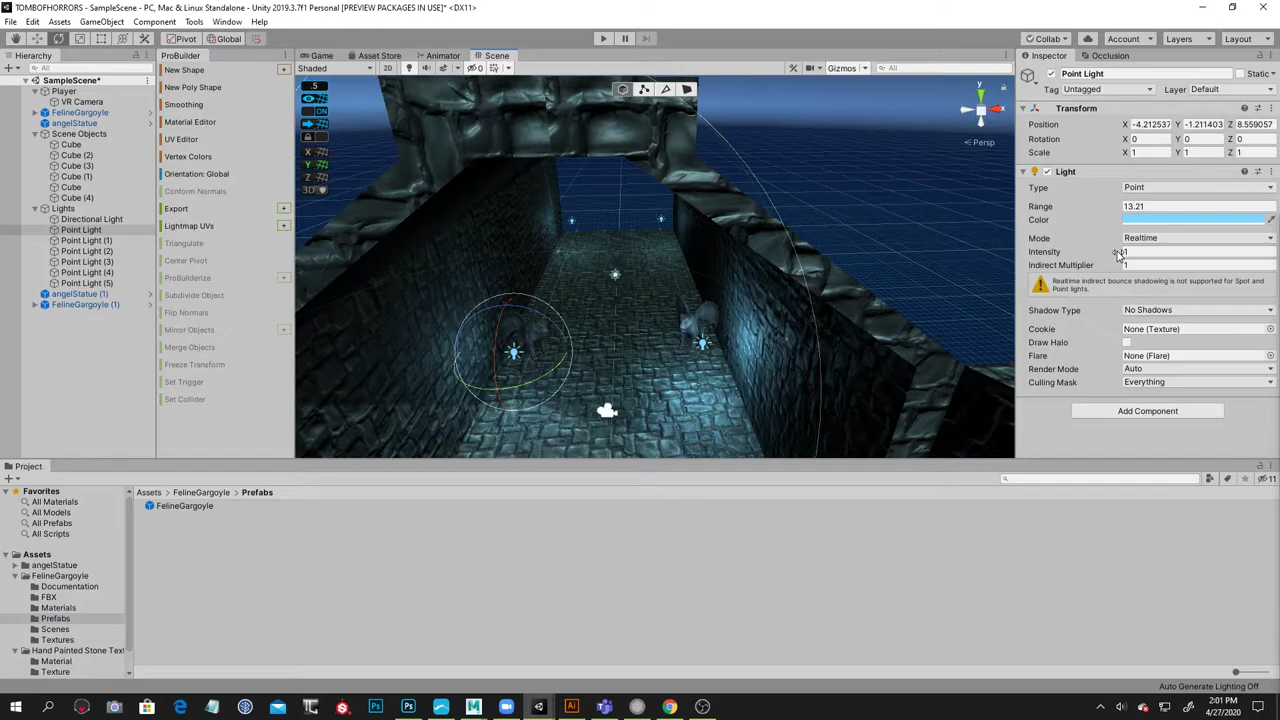 TOMBOFHORRORS - SampleScene - PC, Mac & Linux Standalone - Unity 2019.3.7f1 Personal [PREVIEW PACKAGES IN USE]* <DX11>
File Edit Assets GameObject Component Tools Window Help
Pivot Global Collab Account Layers Layout
Hierarchy ProBuilder Game Asset Store Animator Scene Inspector Occlusion
All
SampleScene*
Player
VR Camera
FelineGargoyle
angelStatue
Scene Objects
Cube
Cube (2)
Cube (3)
Cube (1)
Cube
Cube (4)
Lights
Directional Light
Point Light
Point Light (1)
Point Light (2)
Point Light (3)
Point Light (4)
Point Light (5)
angelStatue (1)
FelineGargoyle (1)
New Shape
New Poly Shape
Smoothing
Material Editor
UV Editor
Vertex Colors
Orientation: Global
Conform Normals
Export
Lightmap UVs
Triangulate
Center Pivot
ProBuilderize
Subdivide Object
Flip Normals
Mirror Objects
Merge Objects
Freeze Transform
Set Trigger
Set Collider
Shaded 2D 0 Gizmos All
.5
ON
X
Y
Z
3D
y
x
Persp
Point Light Static
Tag Untagged Layer Default
Transform
Position X -4.212537 Y -1.211403 Z 8.559057
Rotation X 0 Y 0 Z 0
Scale X 1 Y 1 Z 1
Light
Type Point
Range 13.21
Color
Mode Realtime
Intensity 1
Indirect Multiplier 1
Realtime indirect bounce shadowing is not supported for Spot and
Point lights.
Shadow Type No Shadows
Cookie None (Texture)
Draw Halo
Flare None (Flare)
Render Mode Auto
Culling Mask Everything
Add Component
Project
11
Favorites
All Materials
All Models
All Prefabs
All Scripts
Assets
angelStatue
FelineGargoyle
Documentation
FBX
Materials
Prefabs
Scenes
Textures
Hand Painted Stone Text
Material
Texture
Assets FelineGargoyle Prefabs
FelineGargoyle
Auto Generate Lighting Off
2:01 PM
4/27/2020